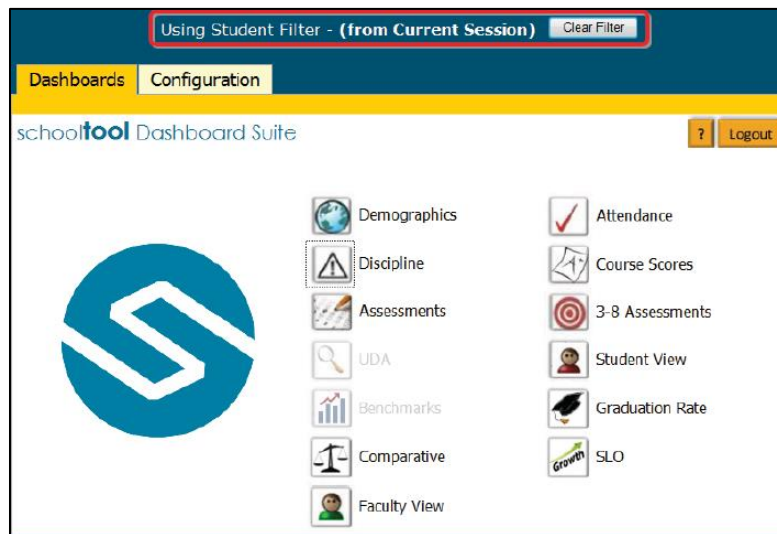 Using Student Filter - (from Current Session) Clear Filter
Dashboards Configuration
schooltool Dashboard Suite
? Logout
Demographics
Discipline
Assessments
UDA
Benchmarks
Comparative
Faculty View
Attendance
A+
Course Scores
3-8 Assessments
Student View
Graduation Rate
Growth
SLO